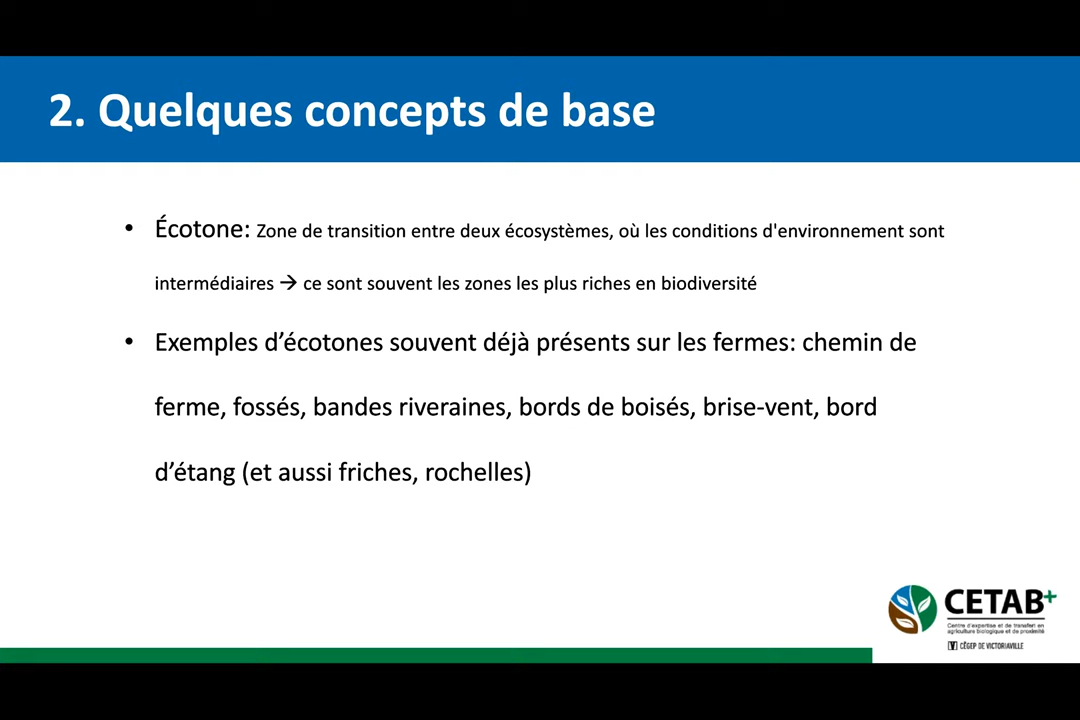 2. Quelques concepts de base
• Écotone: Zone de transition entre deux écosystèmes, où les conditions d'environnement sont
intermédiaires → ce sont souvent les zones les plus riches en biodiversité
• Exemples d’écotones souvent déjà présents sur les fermes: chemin de
ferme, fossés, bandes riveraines, bords de boisés, brise-vent, bord
d’étang (et aussi friches, rochelles)
CETAB+
Centre d'expertise et de transfert en
agriculture biologique et de proximité
CÉGEP DE VICTORIAVILLE